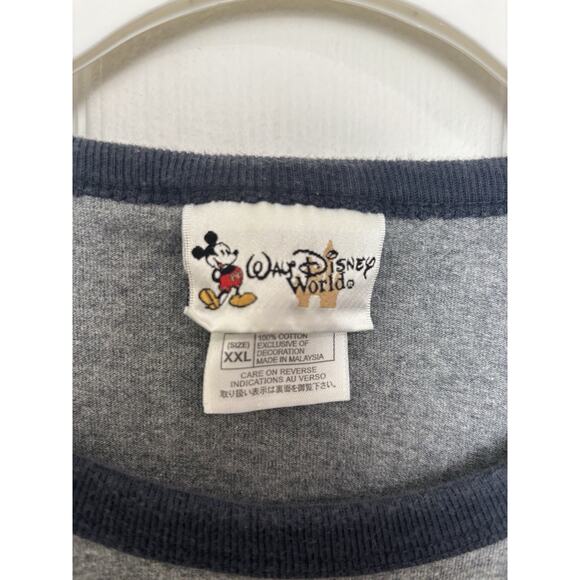 Walt Disney
World®
(SIZE)
XXL
100% COTTON
EXCLUSIVE OF
DECORATION
MADE IN MALAYSIA
CARE ON REVERSE
INDICATIONS AU VERSO
取り扱い表示は裏面を御覧下さい。